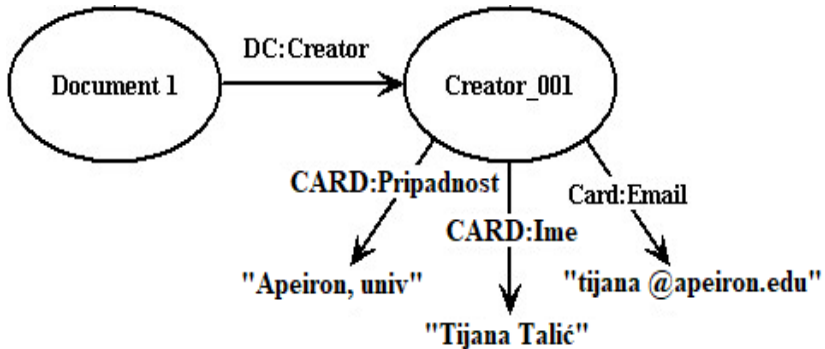 DC:Creator
Document 1
Creator_001
CARD:Pripadnost
Card:Email
CARD:Ime
"Apeiron, univ"
"tijana @apeiron.edu"
"Tijana Talić"